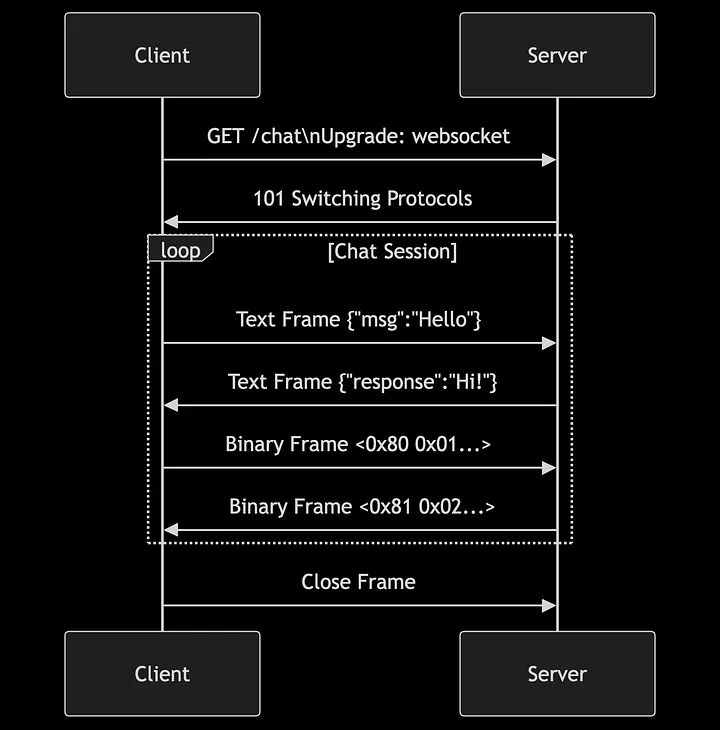 Client
Server
GET /chat\nUpgrade: websocket
101 Switching Protocols
loop
[Chat Session]
Text Frame {"msg":"Hello"}
Text Frame {"response":"Hi!"}
Binary Frame <0x80 0x01...>
Binary Frame <0x81 0x02...>
Close Frame
Client
Server